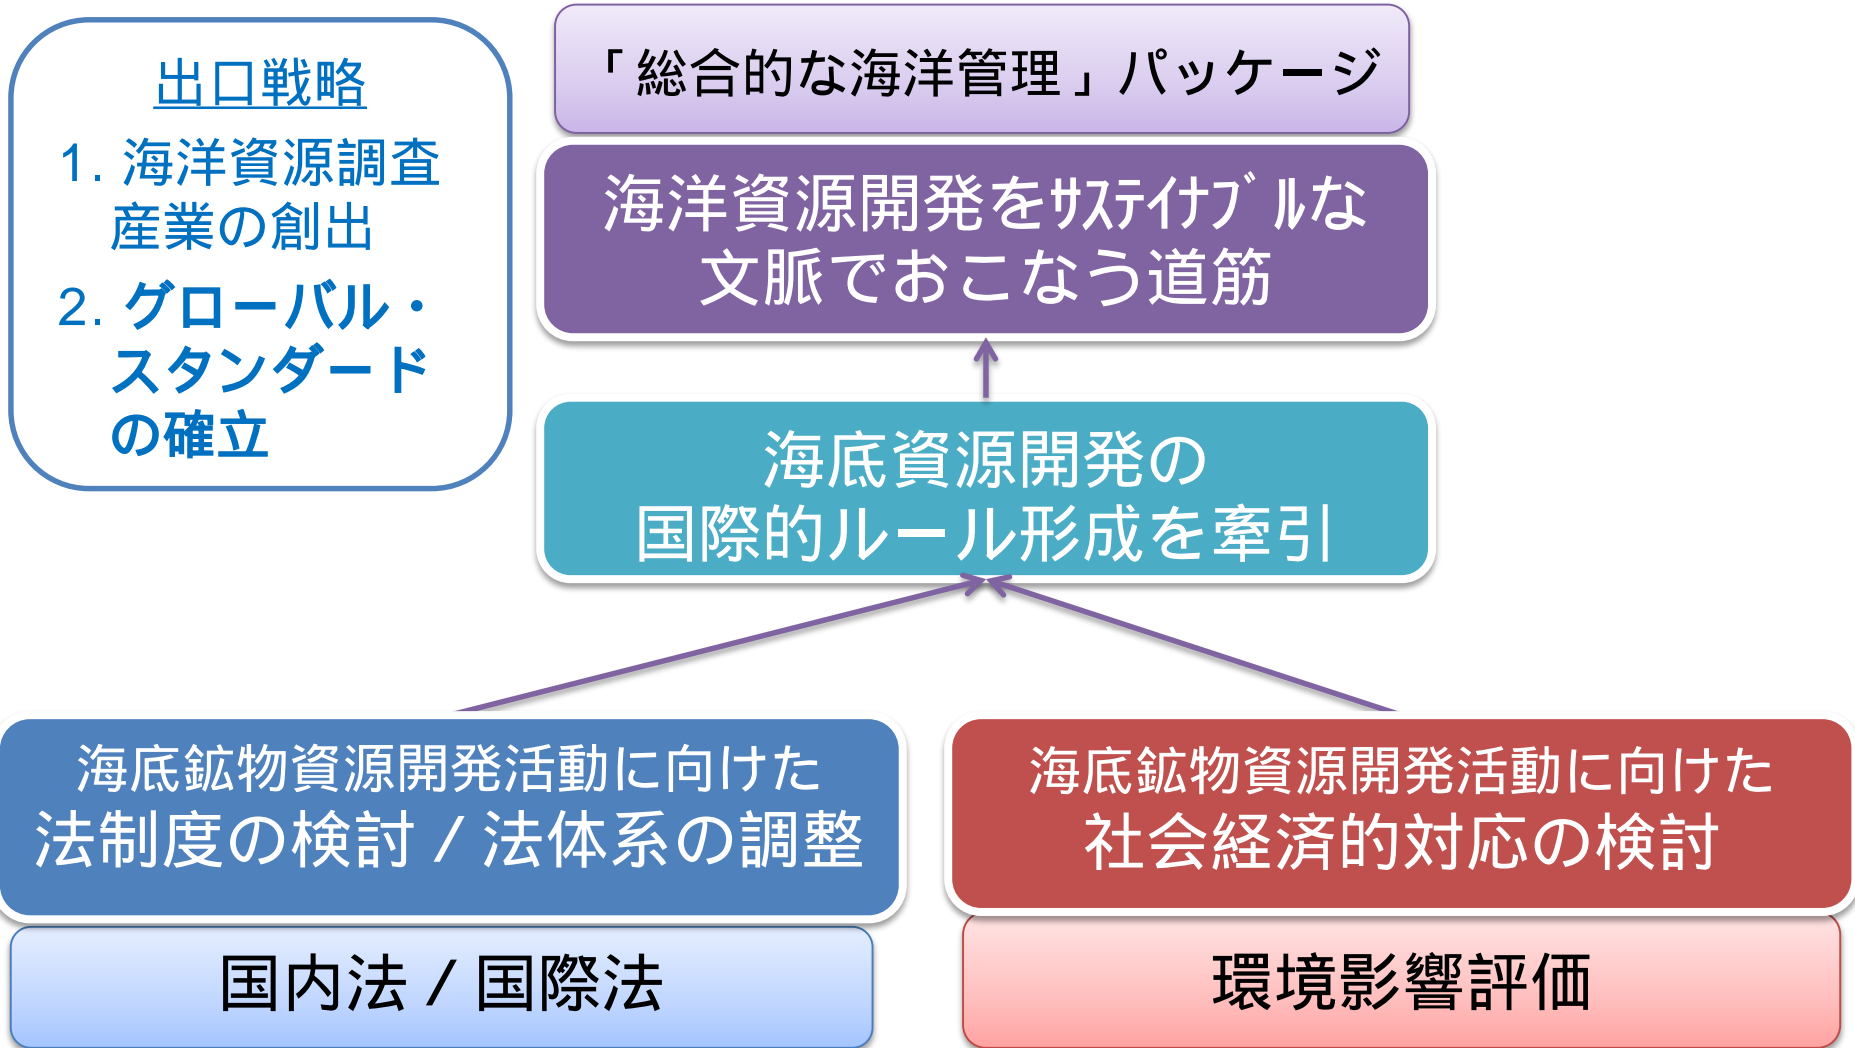 出口戦略
1. 海洋資源調査
産業の創出
2. グローバル・
スタンダード
の確立
「総合的な海洋管理」パッケージ
海洋資源開発をｻｽﾃｲﾅﾌﾞﾙな
文脈でおこなう道筋
海底資源開発の
国際的ルール形成を牽引
海底鉱物資源開発活動に向けた
法制度の検討 / 法体系の調整
国内法 / 国際法
海底鉱物資源開発活動に向けた
社会経済的対応の検討
環境影響評価